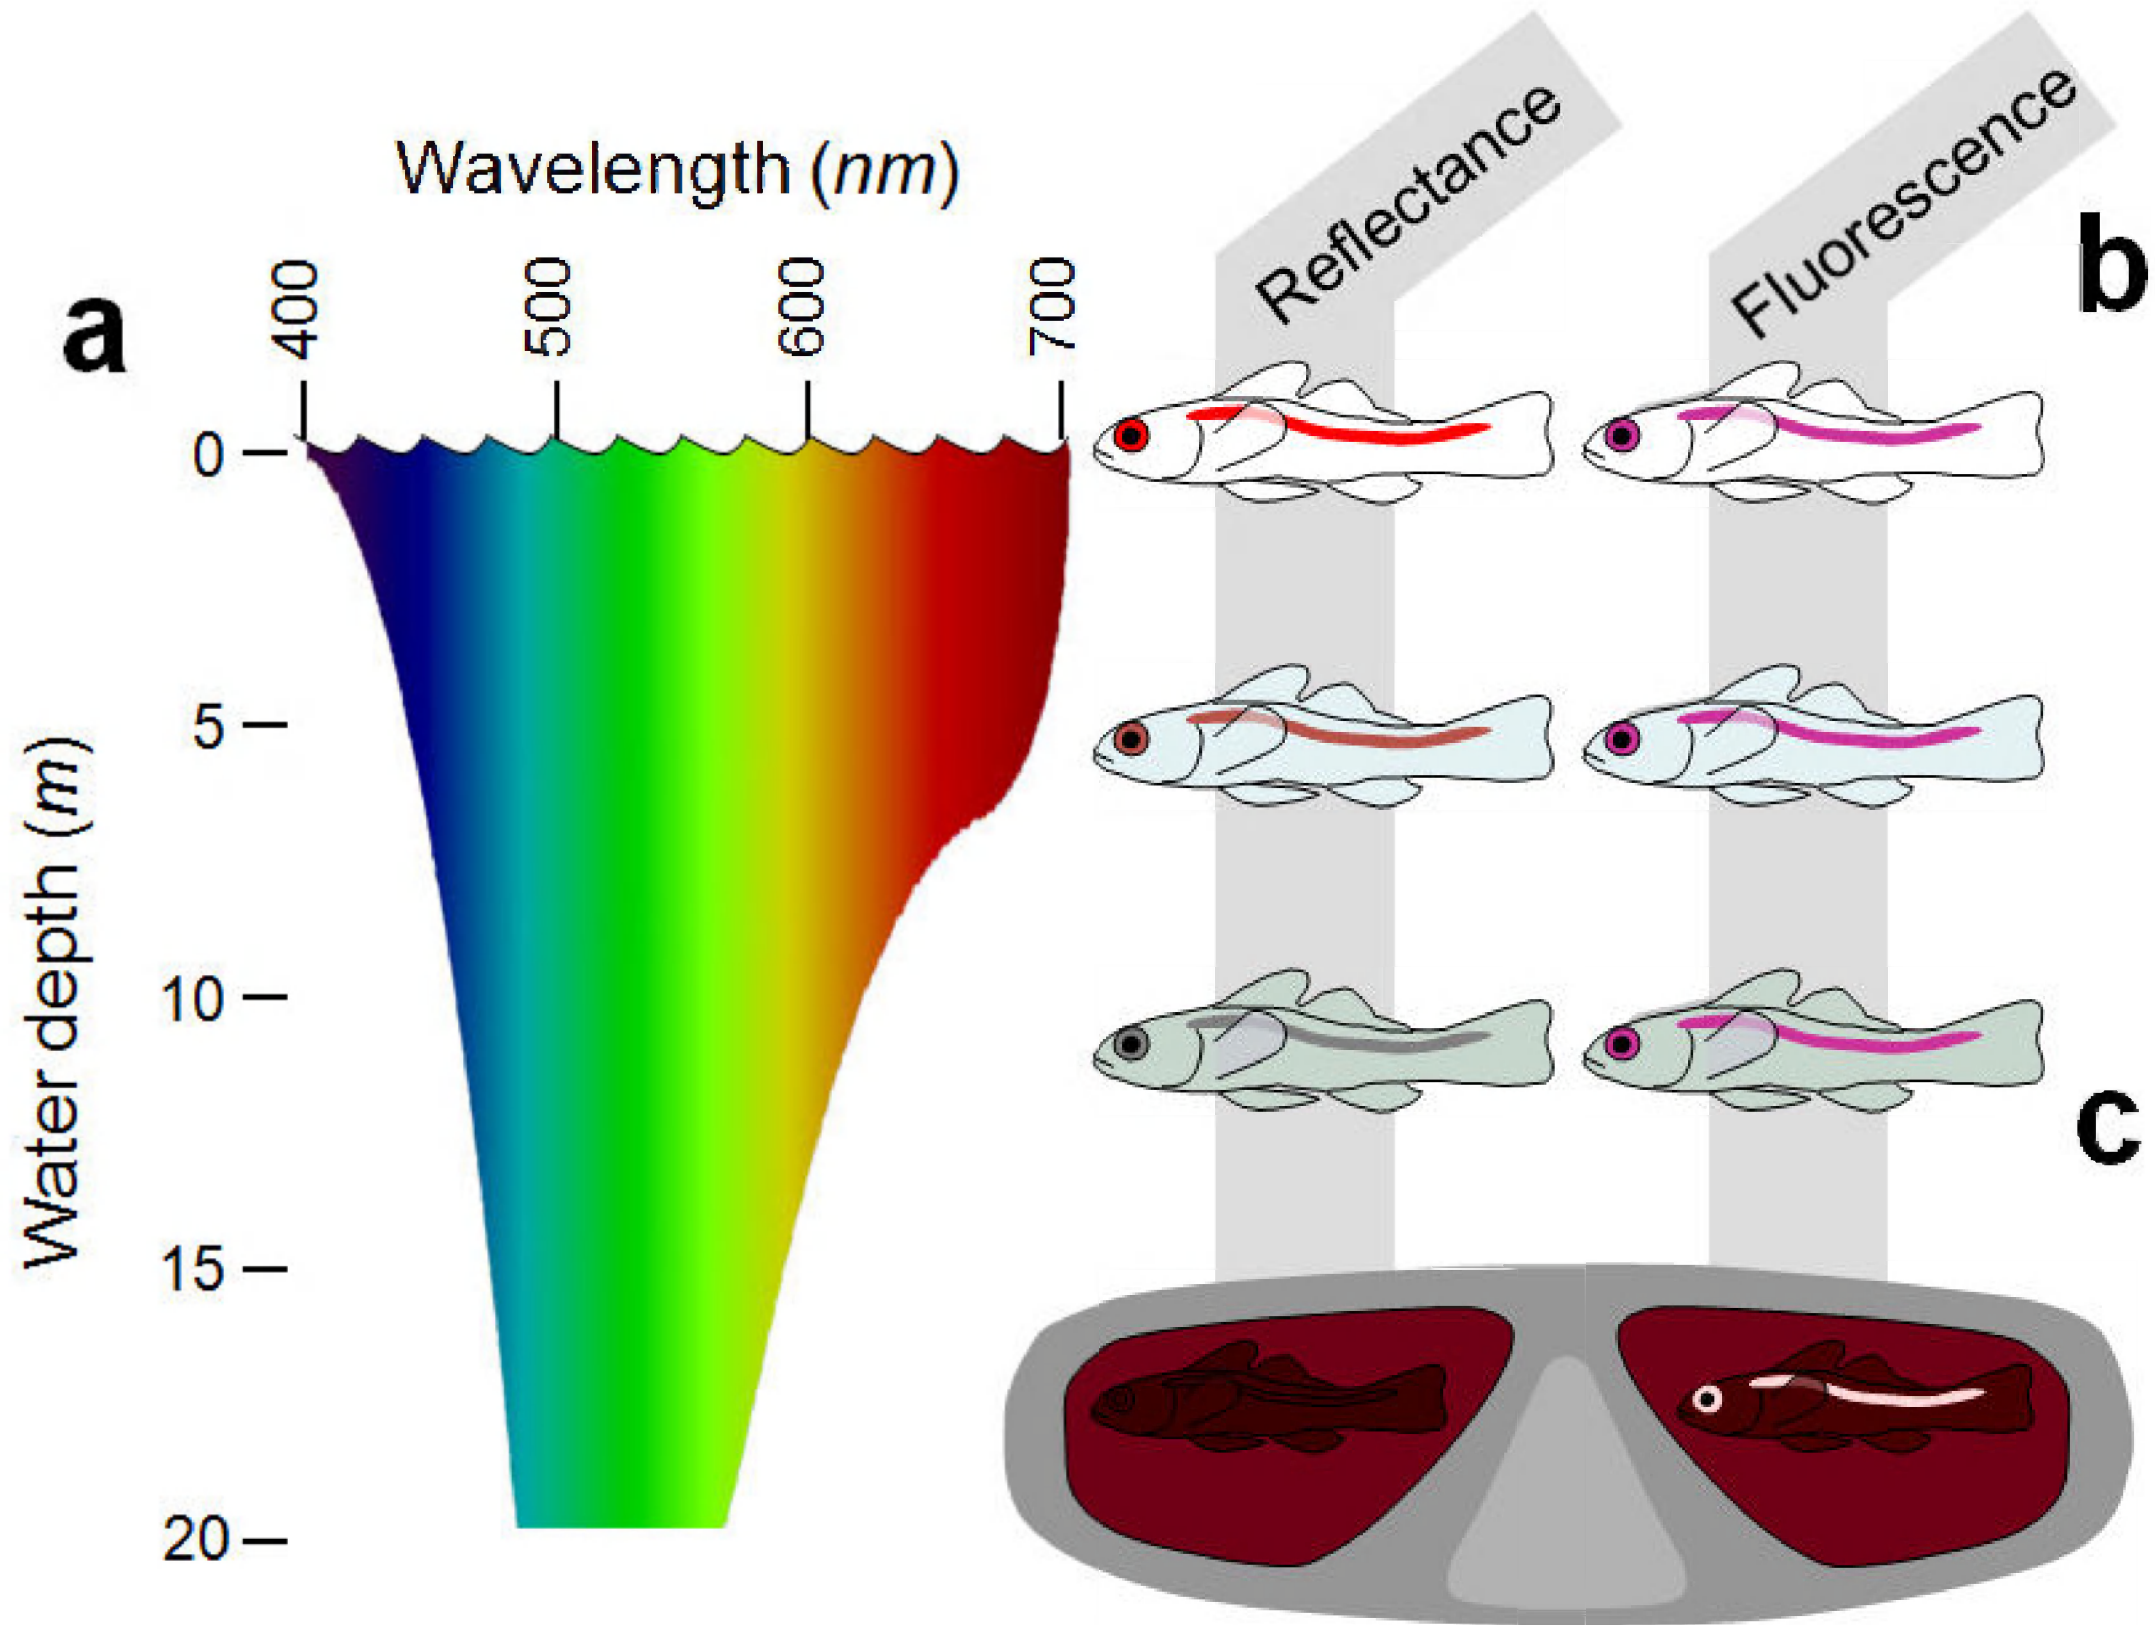 Wavelength (nm)
400
500
600
700
a
0
5
10
15
20
Water depth (m)
Reflectance
Fluorescence
b
c